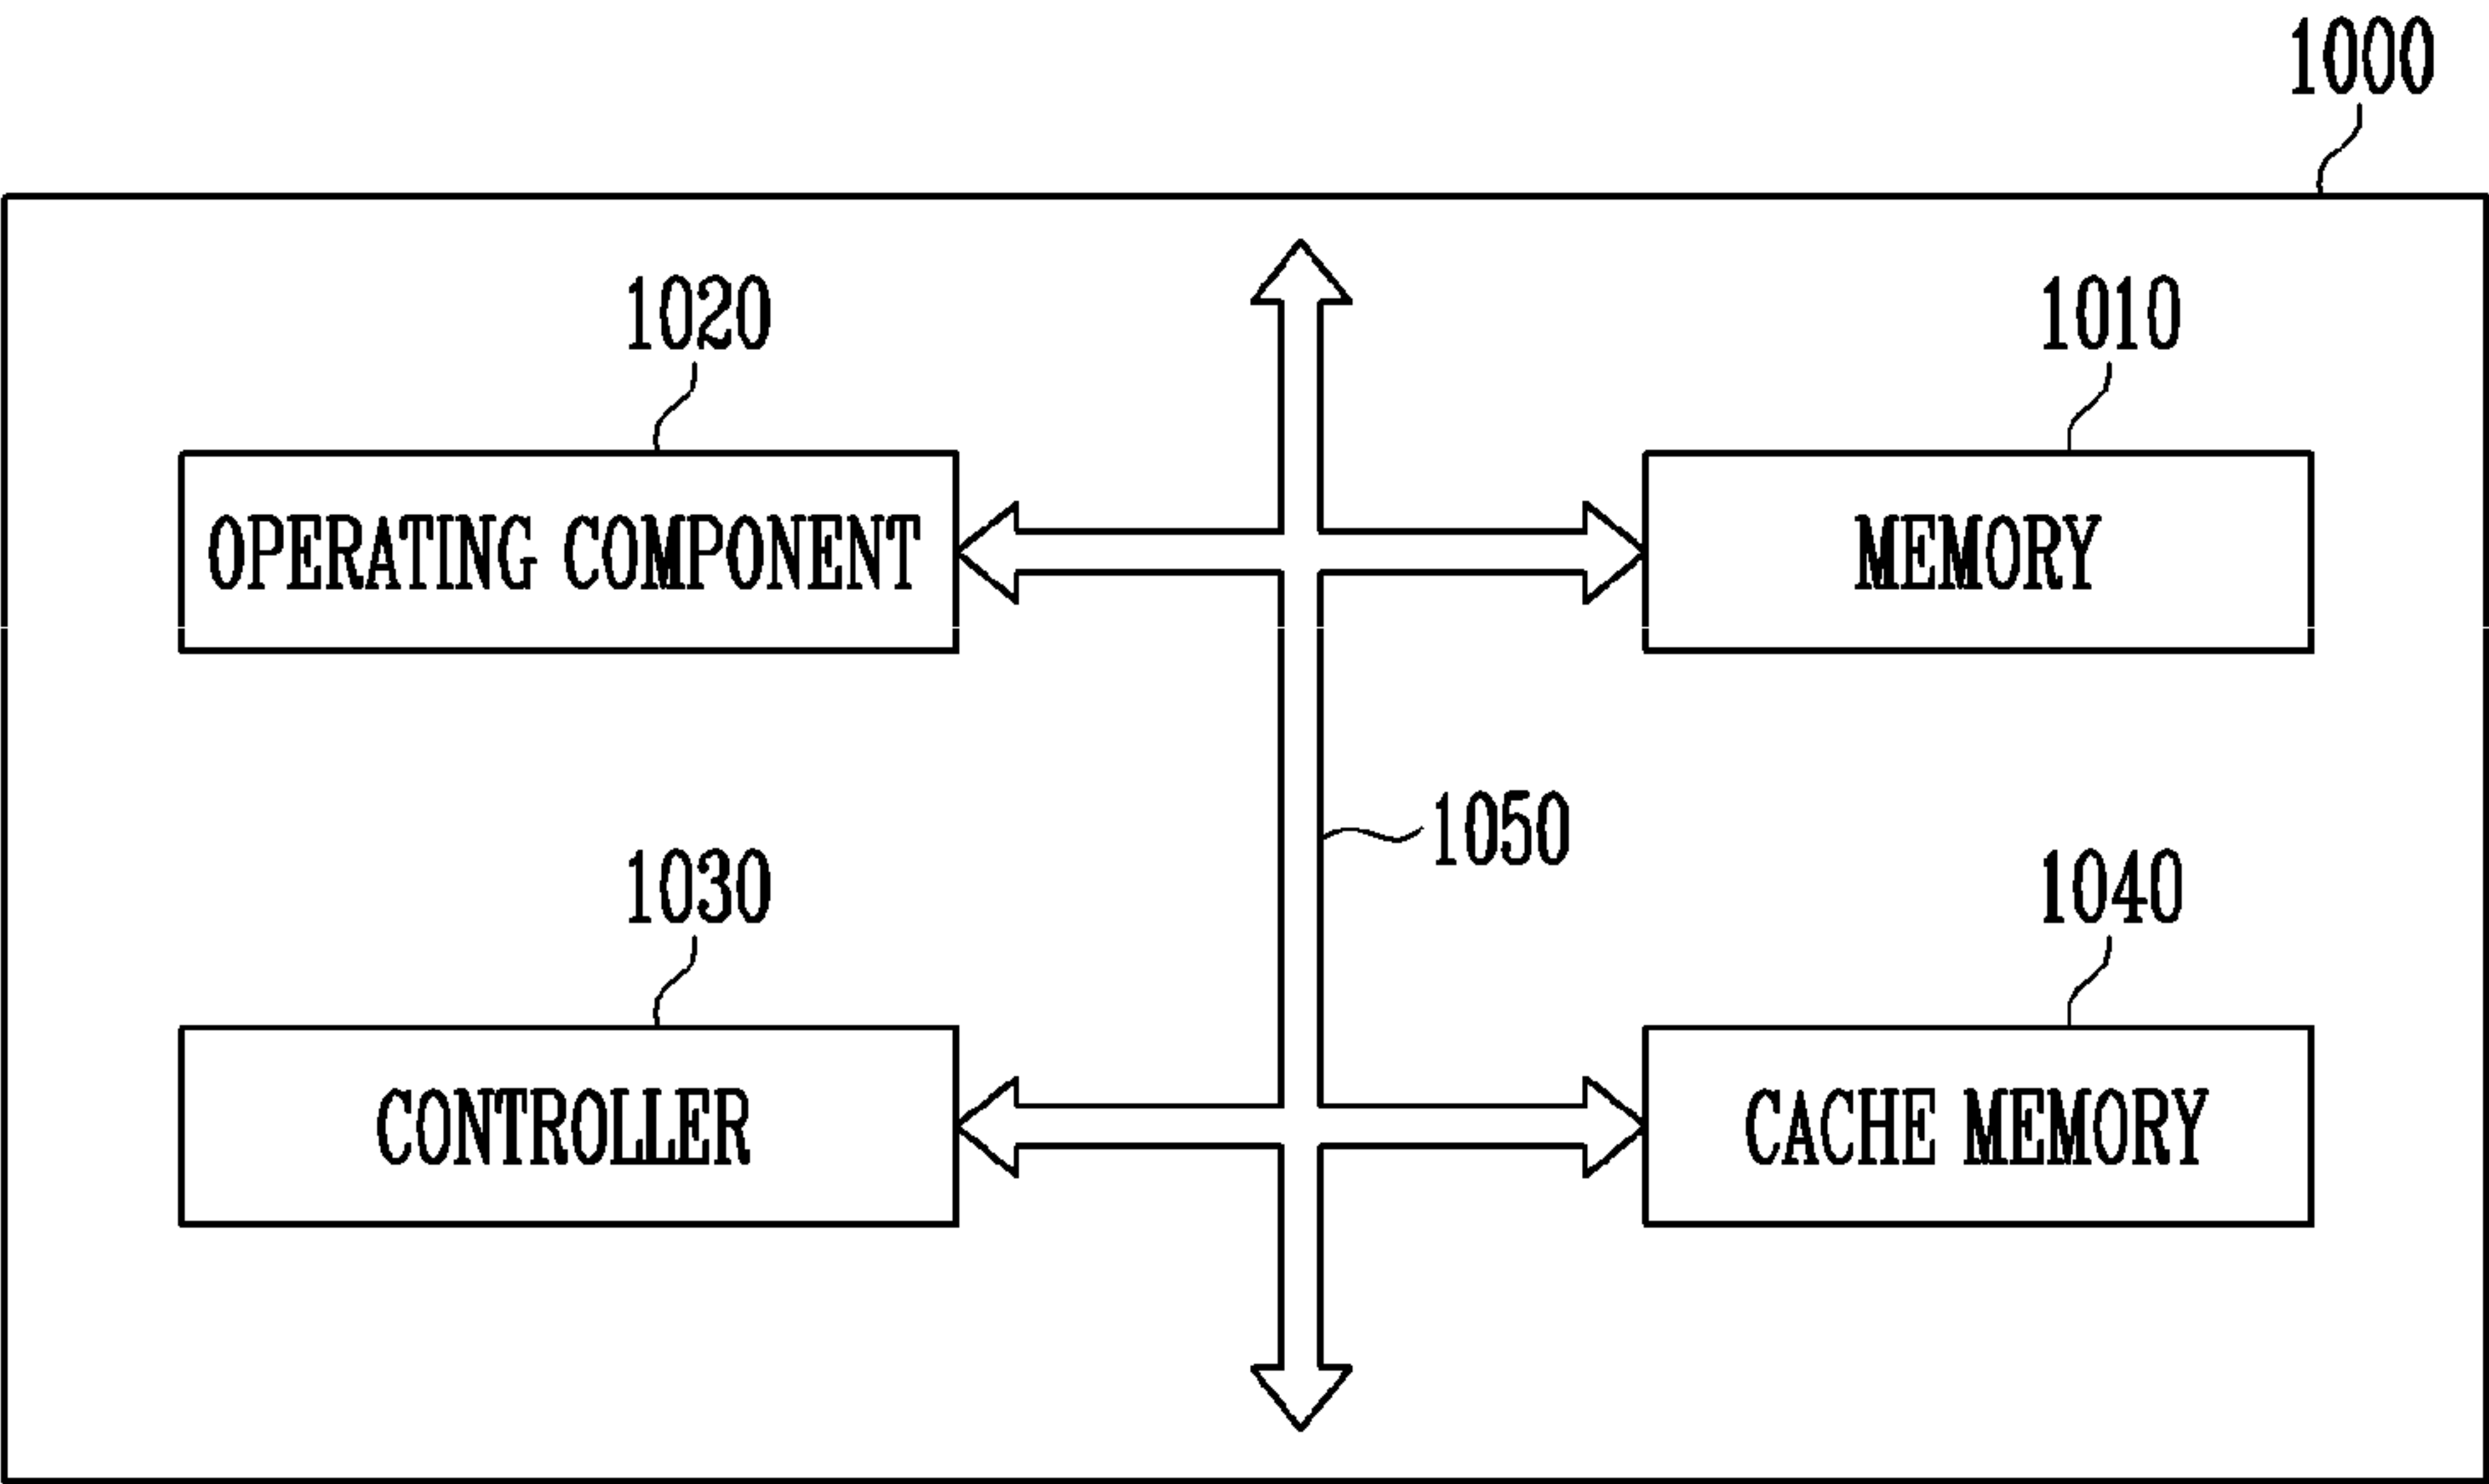 1000
1020
1010
OPERATING COMPONENT
MEMORY
1050
1030
1040
CONTROLLER
CACHE MEMORY